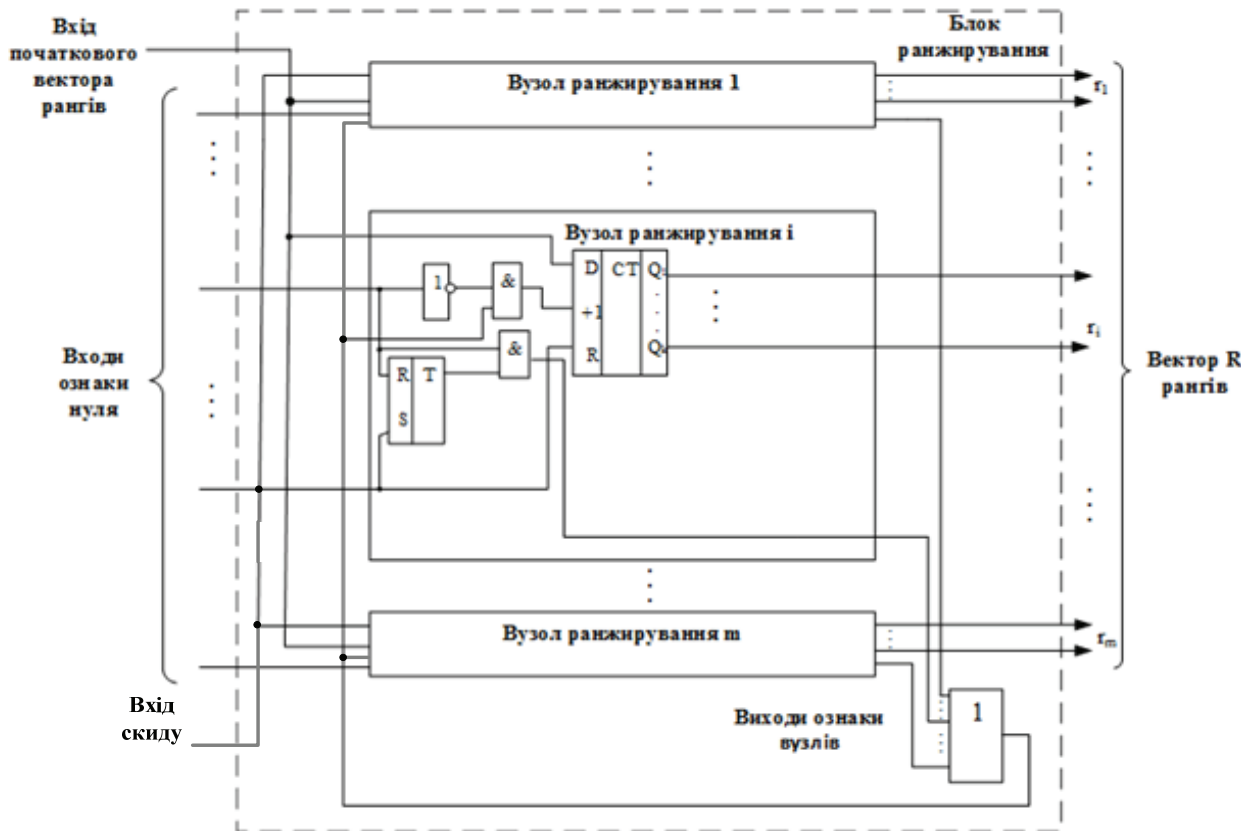 Вхід
початкового
вектора
рангів
Блок
ранжирування
Вузол ранжирування 1
r1
Вузол ранжирування i
1
&
D
CT
Q1
+1
&
R
Q
ri
R
T
S
Входи
ознаки
нуля
Вектор R
рангів
Вузол ранжирування m
rm
Вхід
скиду
Виходи ознаки
вузлів
1